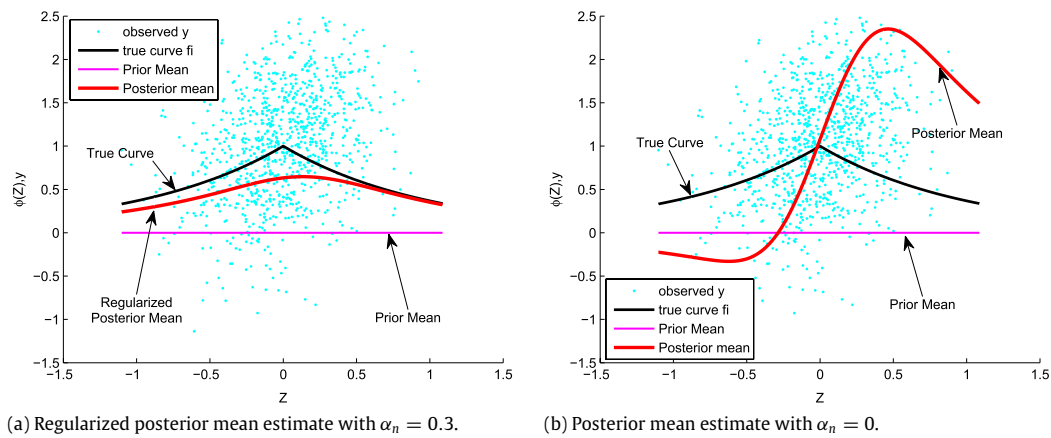 2.5
2
1.5
1
0.5
0
−0.5
−1
−1.5
ϕ(Z),y
observed y
true curve fi
Prior Mean
Posterior mean
True Curve
Regularized
Posterior Mean
Prior Mean
−1.5 −1 −0.5 0 0.5 1 1.5
Z
(a) Regularized posterior mean estimate with αn = 0.3.
2.5
2
1.5
1
0.5
0
−0.5
−1
−1.5
ϕ(Z),y
Posterior Mean
True Curve
Prior Mean
observed y
true curve fi
Prior Mean
Posterior mean
−1.5 −1 −0.5 0 0.5 1 1.5
Z
(b) Posterior mean estimate with αn = 0.